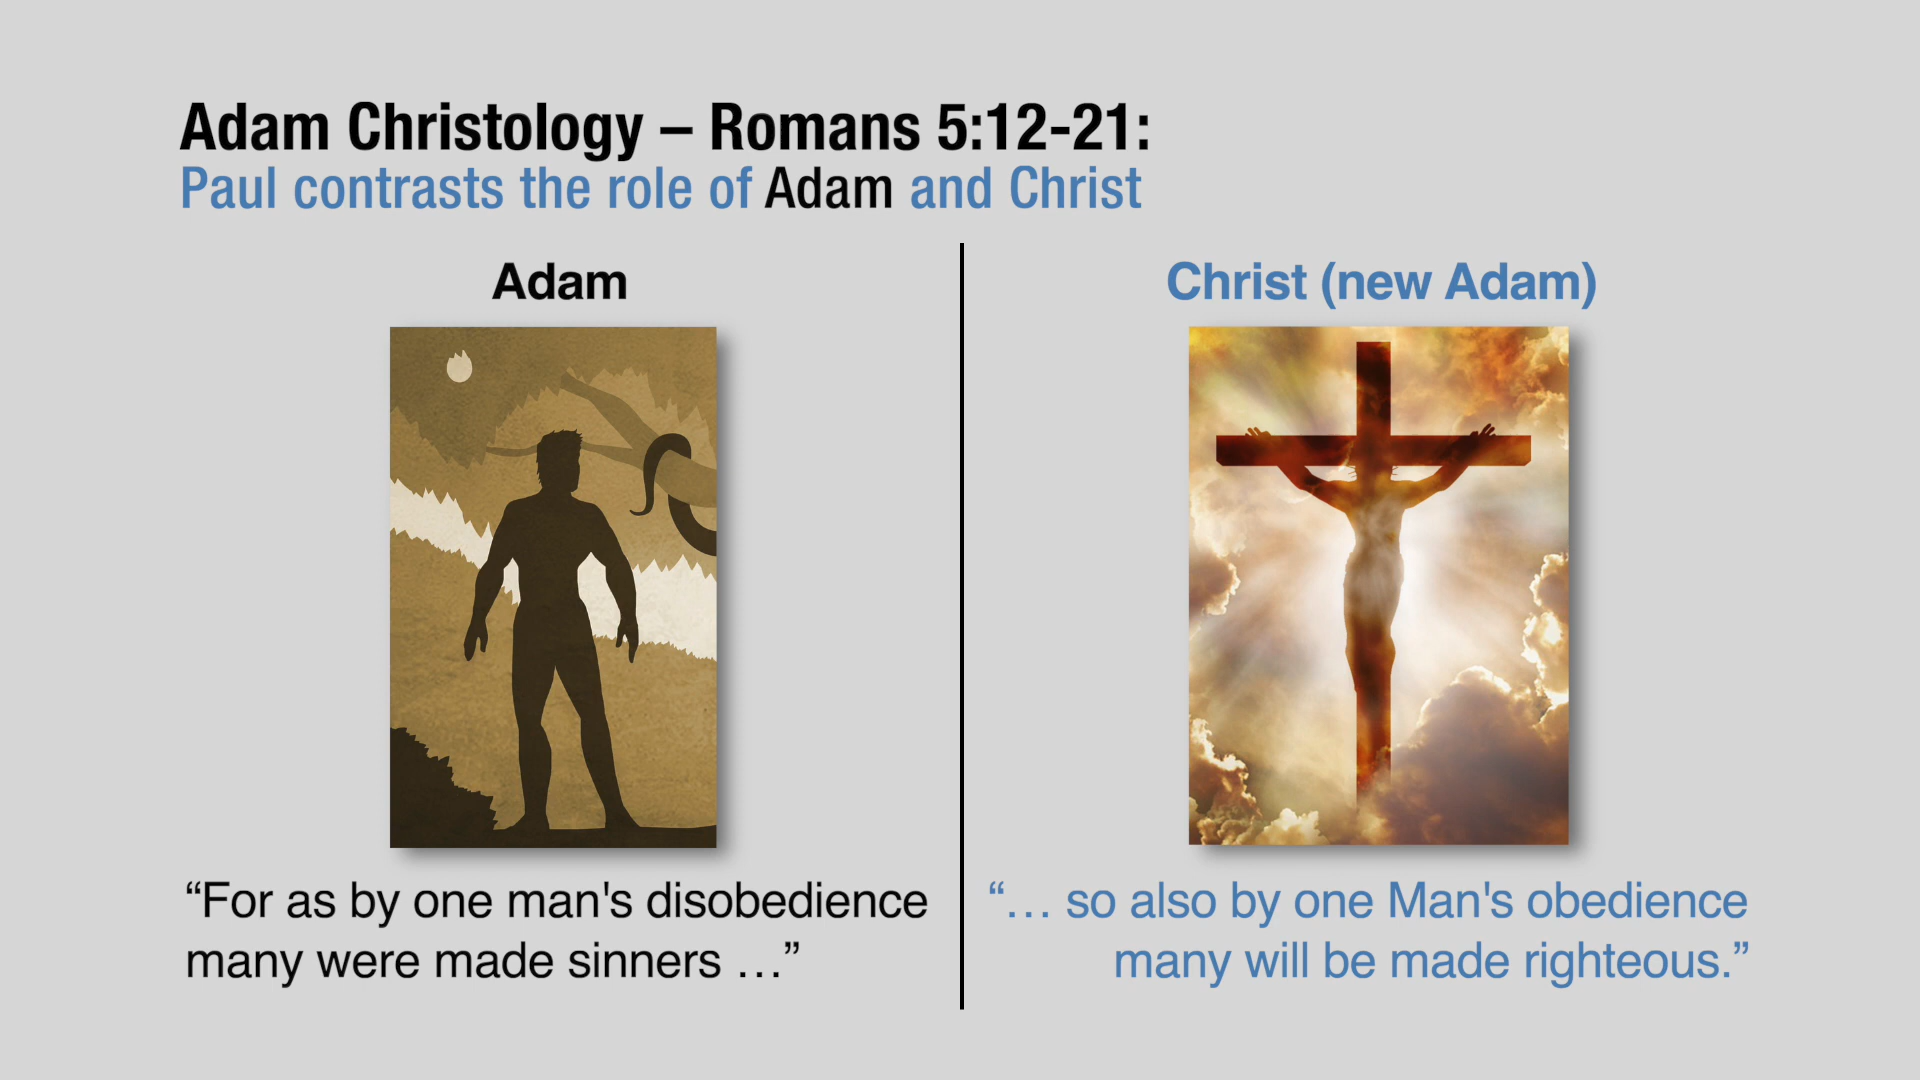 Adam Christology – Romans 5:12-21:
Paul contrasts the role of Adam and Christ
Adam
“For as by one man's disobedience
many were made sinners …”
Christ (new Adam)
“… so also by one Man's obedience
many will be made righteous.”